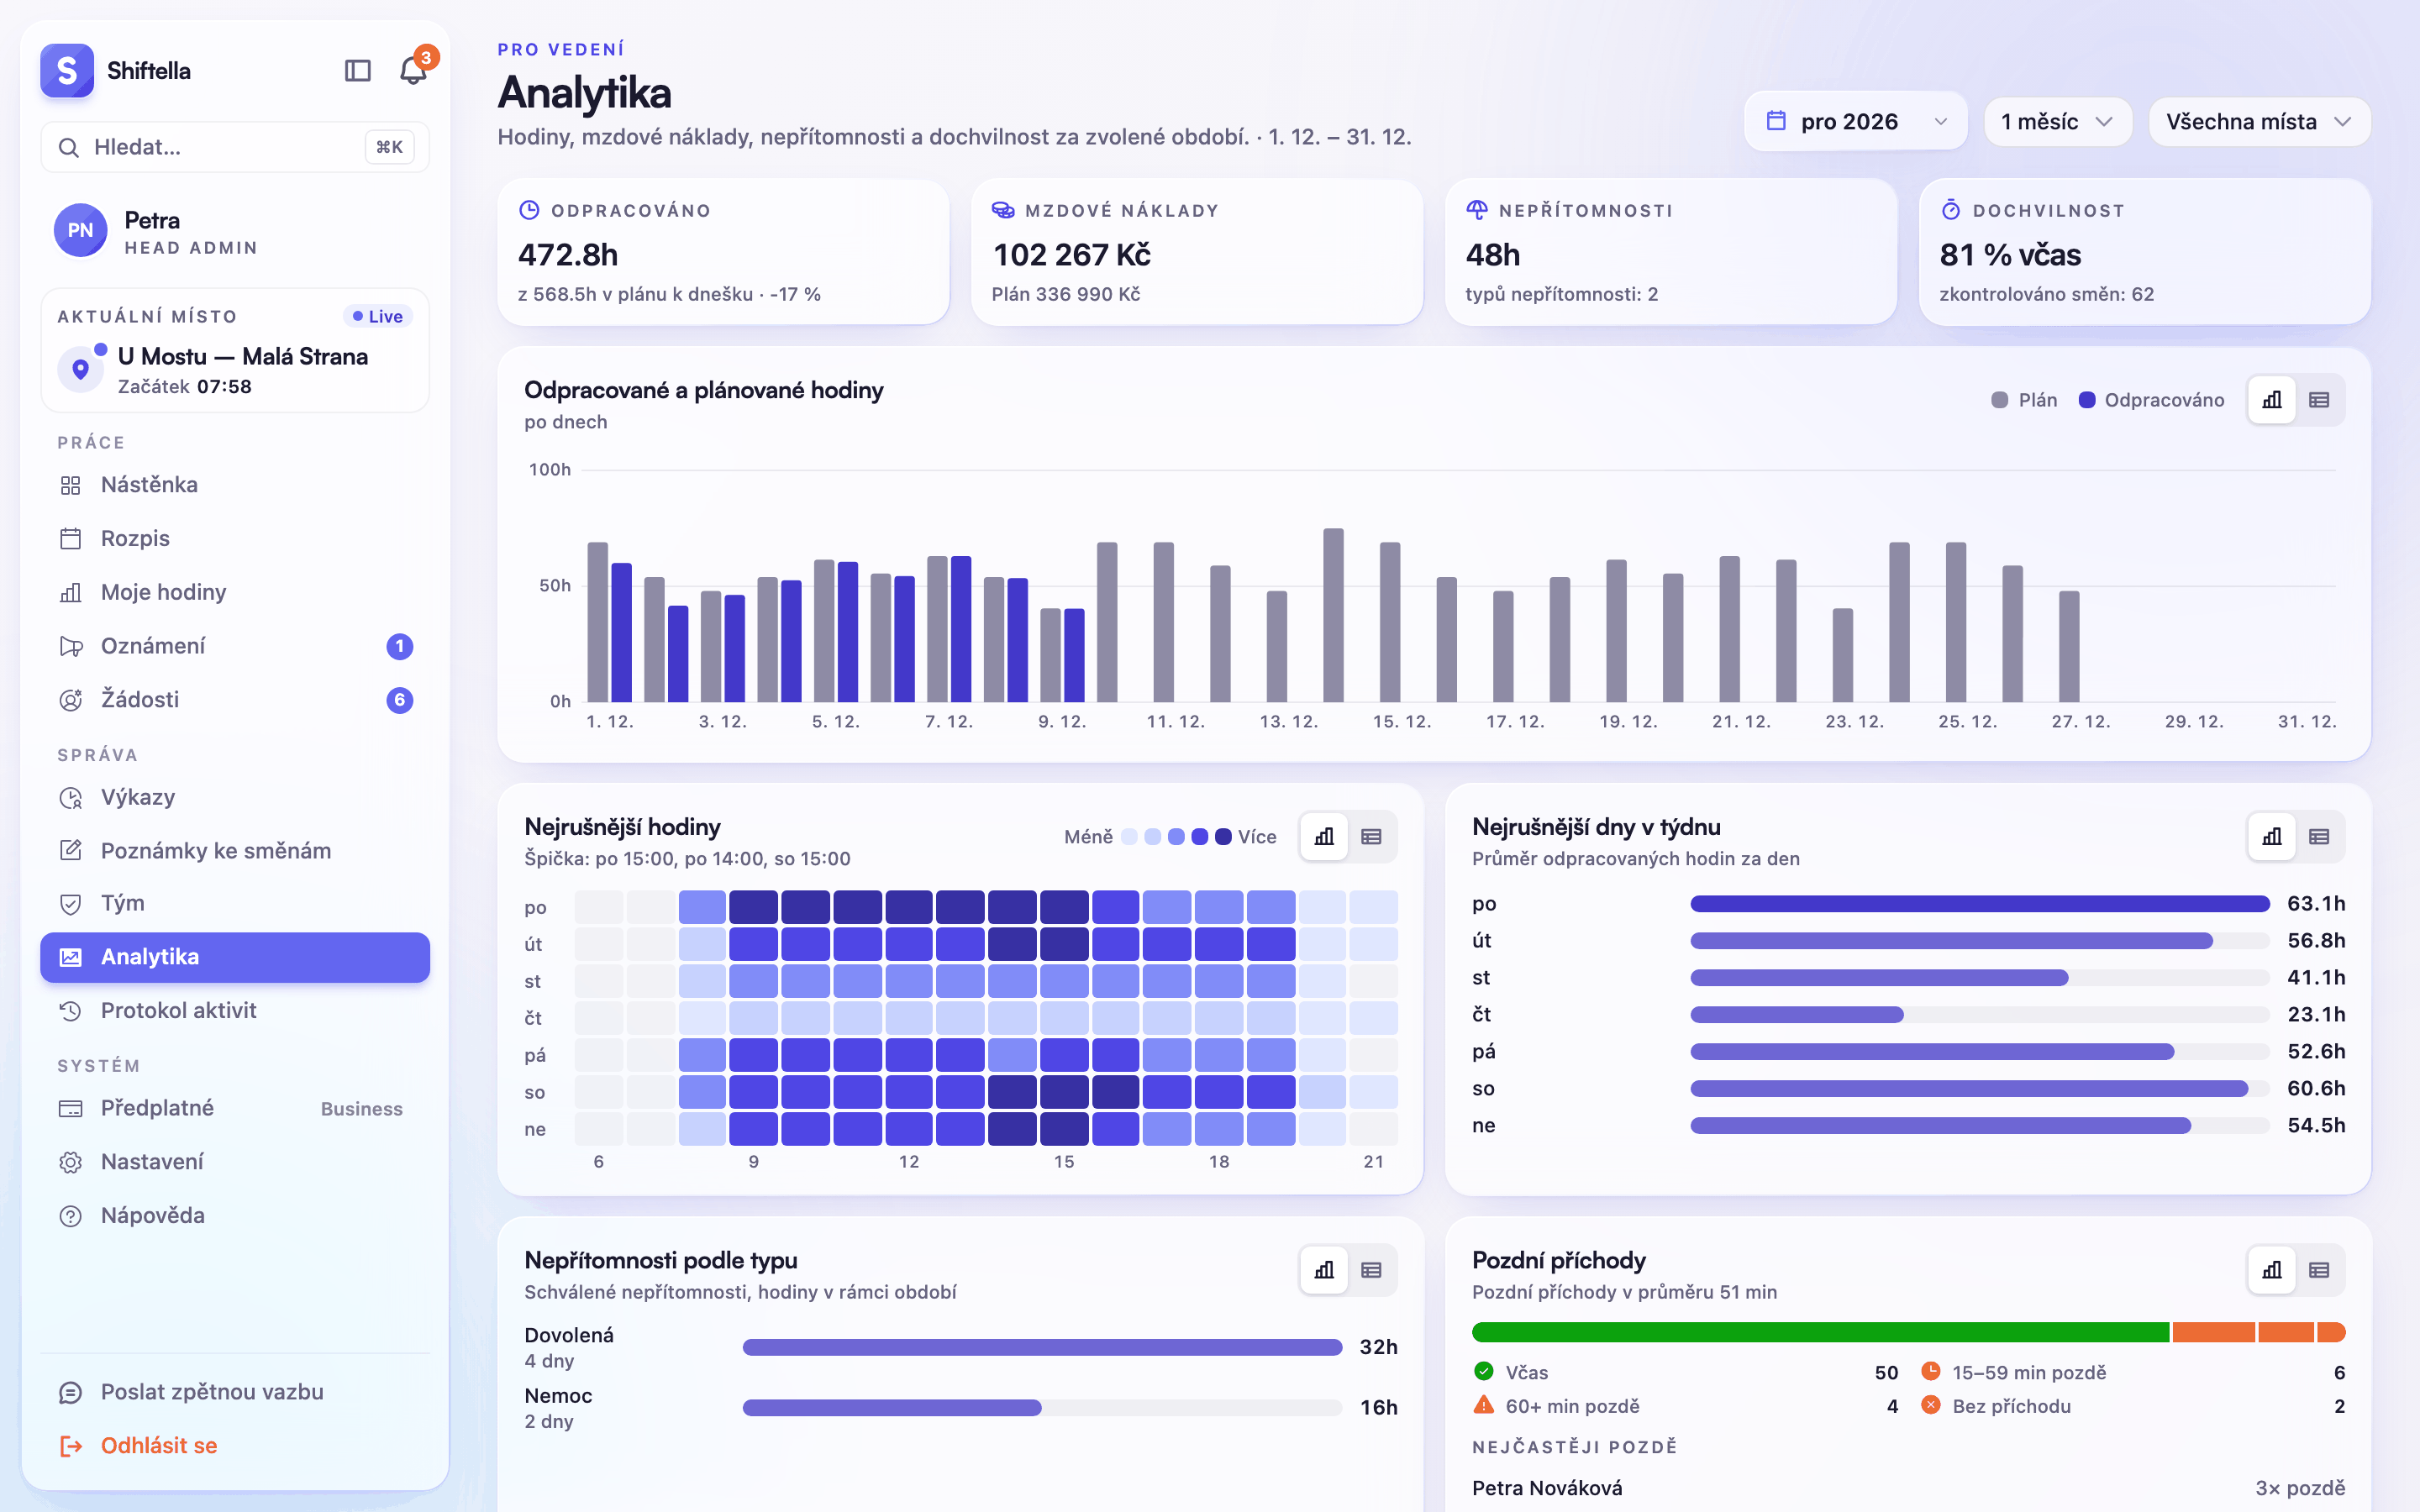 S Shiftella 3
Hledat... ⌘K
PN Petra
HEAD ADMIN
AKTUÁLNÍ MÍSTO Live
U Mostu — Malá Strana
Začátek 07:58
PRÁCE
Nástěnka
Rozpis
Moje hodiny
Oznámení 1
Žádosti 6
SPRÁVA
Výkazy
Poznámky ke směnám
Tým
Analytika
Protokol aktivit
SYSTÉM
Předplatné Business
Nastavení
Nápověda
Poslat zpětnou vazbu
Odhlásit se
PRO VEDENÍ
Analytika
Hodiny, mzdové náklady, nepřítomnosti a dochvilnost za zvolené období. · 1. 12. – 31. 12.
pro 2026 1 měsíc Všechna místa
ODPRACOVÁNO
472.8h
z 568.5h v plánu k dnešku · -17 %
MZDOVÉ NÁKLADY
102 267 Kč
Plán 336 990 Kč
NEPŘÍTOMNOSTI
48h
typů nepřítomnosti: 2
DOCHVILNOST
81 % včas
zkontrolováno směn: 62
Odpracované a plánované hodiny
po dnech
Plán Odpracováno
100h
50h
0h
1. 12. 3. 12. 5. 12. 7. 12. 9. 12. 11. 12. 13. 12. 15. 12. 17. 12. 19. 12. 21. 12. 23. 12. 25. 12. 27. 12. 29. 12. 31. 12.
Nejrušnější hodiny
Špička: po 15:00, po 14:00, so 15:00
Méně Více
po
út
st
čt
pá
so
ne
6 9 12 15 18 21
Nejrušnější dny v týdnu
Průměr odpracovaných hodin za den
po 63.1h
út 56.8h
st 41.1h
čt 23.1h
pá 52.6h
so 60.6h
ne 54.5h
Nepřítomnosti podle typu
Schválené nepřítomnosti, hodiny v rámci období
Dovolená
4 dny
32h
Nemoc
2 dny
16h
Pozdní příchody
Pozdní příchody v průměru 51 min
Včas 50 15–59 min pozdě 6
60+ min pozdě 4 Bez příchodu 2
NEJČASTĚJI POZDĚ
Petra Nováková 3× pozdě